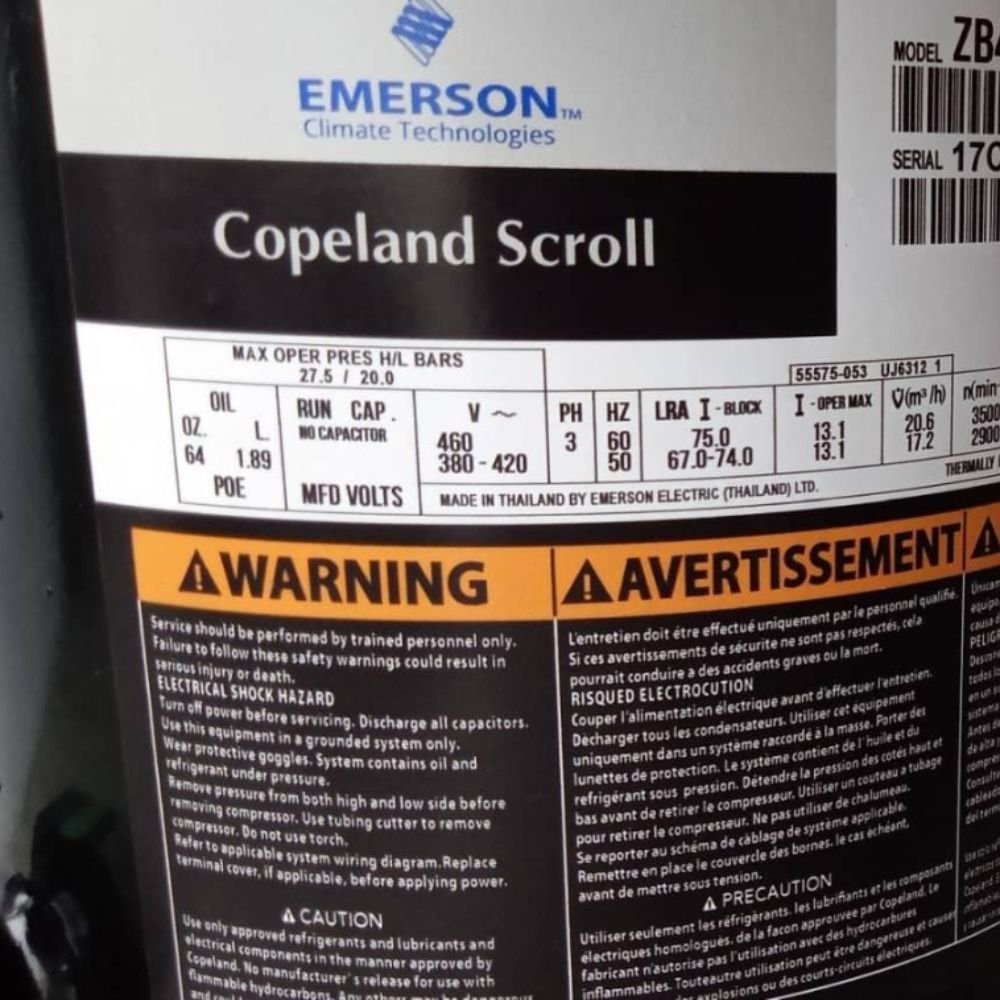 EMERSON™
Climate Technologies
Copeland Scroll
MODEL ZB
SERIAL 170
MAX OPER PRES H/L BARS
27.5 / 20.0
55575-053 UJ6312 1
OIL
OZ. L
64 1.89
POE
RUN CAP.
NO CAPACITOR
MFD VOLTS
V ~
460
380 - 420
PH
3
HZ
60
50
LRA I - BLOCK
75.0
67.0-74.0
I - OPER MAX
13.1
13.1
V̇(m³/h)
20.6
17.2
n(min
3500
2900
MADE IN THAILAND BY EMERSON ELECTRIC (THAILAND) LTD.
THERMALLY
⚠WARNING
Service should be performed by trained personnel only.
Failure to follow these safety warnings could result in
serious injury or death.
ELECTRICAL SHOCK HAZARD
Turn off power before servicing. Discharge all capacitors.
Use this equipment in a grounded system only.
Wear protective goggles. System contains oil and
refrigerant under pressure.
Remove pressure from both high and low side before
removing compressor. Use tubing cutter to remove
compressor. Do not use torch.
Refer to applicable system wiring diagram.Replace
terminal cover, if applicable, before applying power.
⚠ CAUTION
Use only approved refrigerants and lubricants and
electrical components in the manner approved by
Copeland. No manufacturer's release for use with
flammable hydrocarbons. Any other may be dangerous
⚠AVERTISSEMENT
L'entretien doit étre effectué uniquement par le personnel qualifié.
Si ces avertissements de sécurite ne sont pas respectés, cela
pourrait conduire a des accidents graves ou la mort.
RISQUED ELECTROCUTION
Couper l'alimentation électrique avant d'effectuer l'entretien.
Décharger tous les condensateurs. Utiliser cet équipement
uniquement dans un système raccordé à la masse. Porter des
lunettes de protection. Le système contient de l'huile et du
refrigérant sous pression. Détendre la pression des cotés haut et
bas avant de retirer le compresseur. Utiliser un couteau a tubage
pour retirer le compresseur. Ne pas utiliser de chalumeau.
Se reporter au schéma de càblage de système applicable.
Remettre en place le couvercle des bornes. le cas échéant,
avant de mettre sous tension.
⚠ PRECAUTION
Utiliser seulement les réfrigérants. les lubrifiants et les composants
electriques homologués. de la facon approuvee par Copeland. Le
fabricant n'autorise pas l'utilisation avec des hydrocarbures
inflammables. Touteautre utilisation peut être dangereuse et causer
explosions ou des courts-circuits électriques.